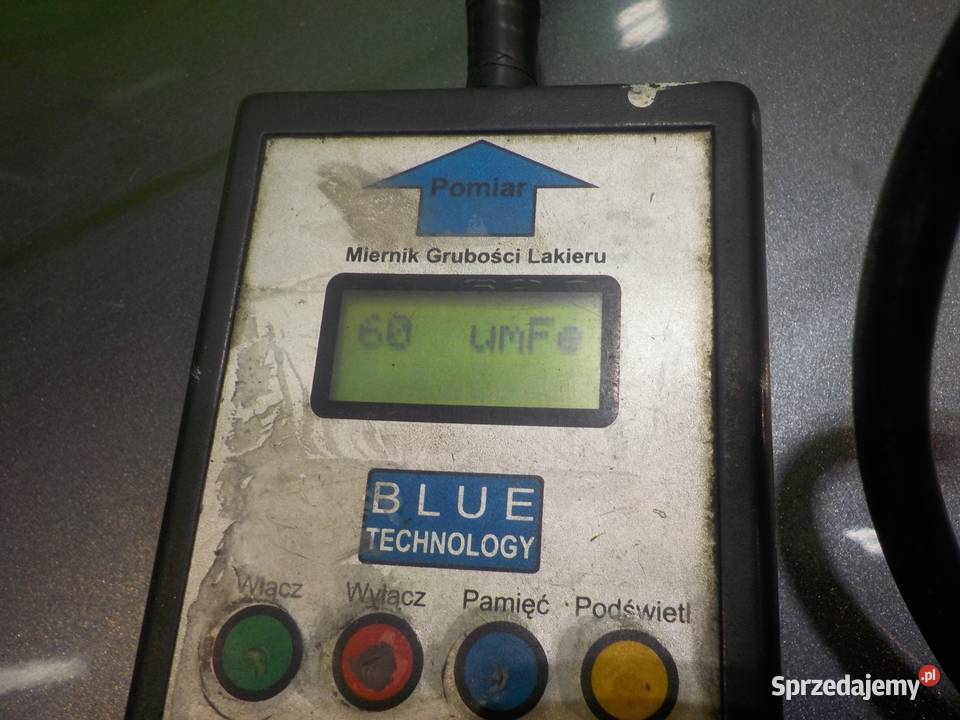 Pomiar
Miernik Grubości Lakieru
60 umFe
BLUE
TECHNOLOGY
Włącz Wyłącz Pamięć Podświetl
Sprzedajemy.pl